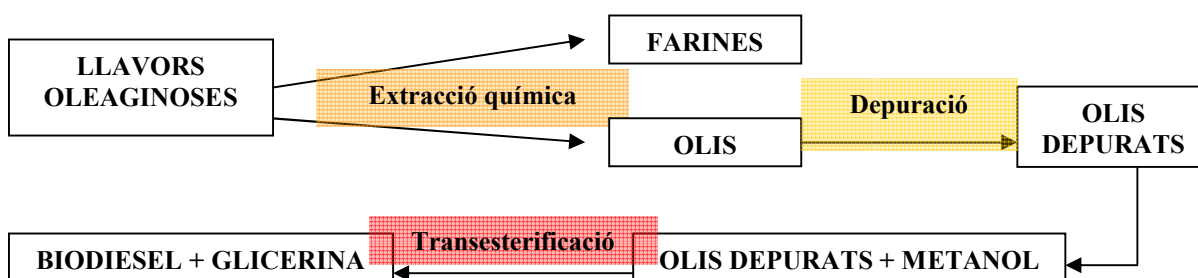 LLAVORS
OLEAGINOSES
Extracció química
FARINES
OLIS
Depuració
OLIS
DEPURATS
BIODIESEL + GLICERINA
Transesterificació
OLIS DEPURATS + METANOL